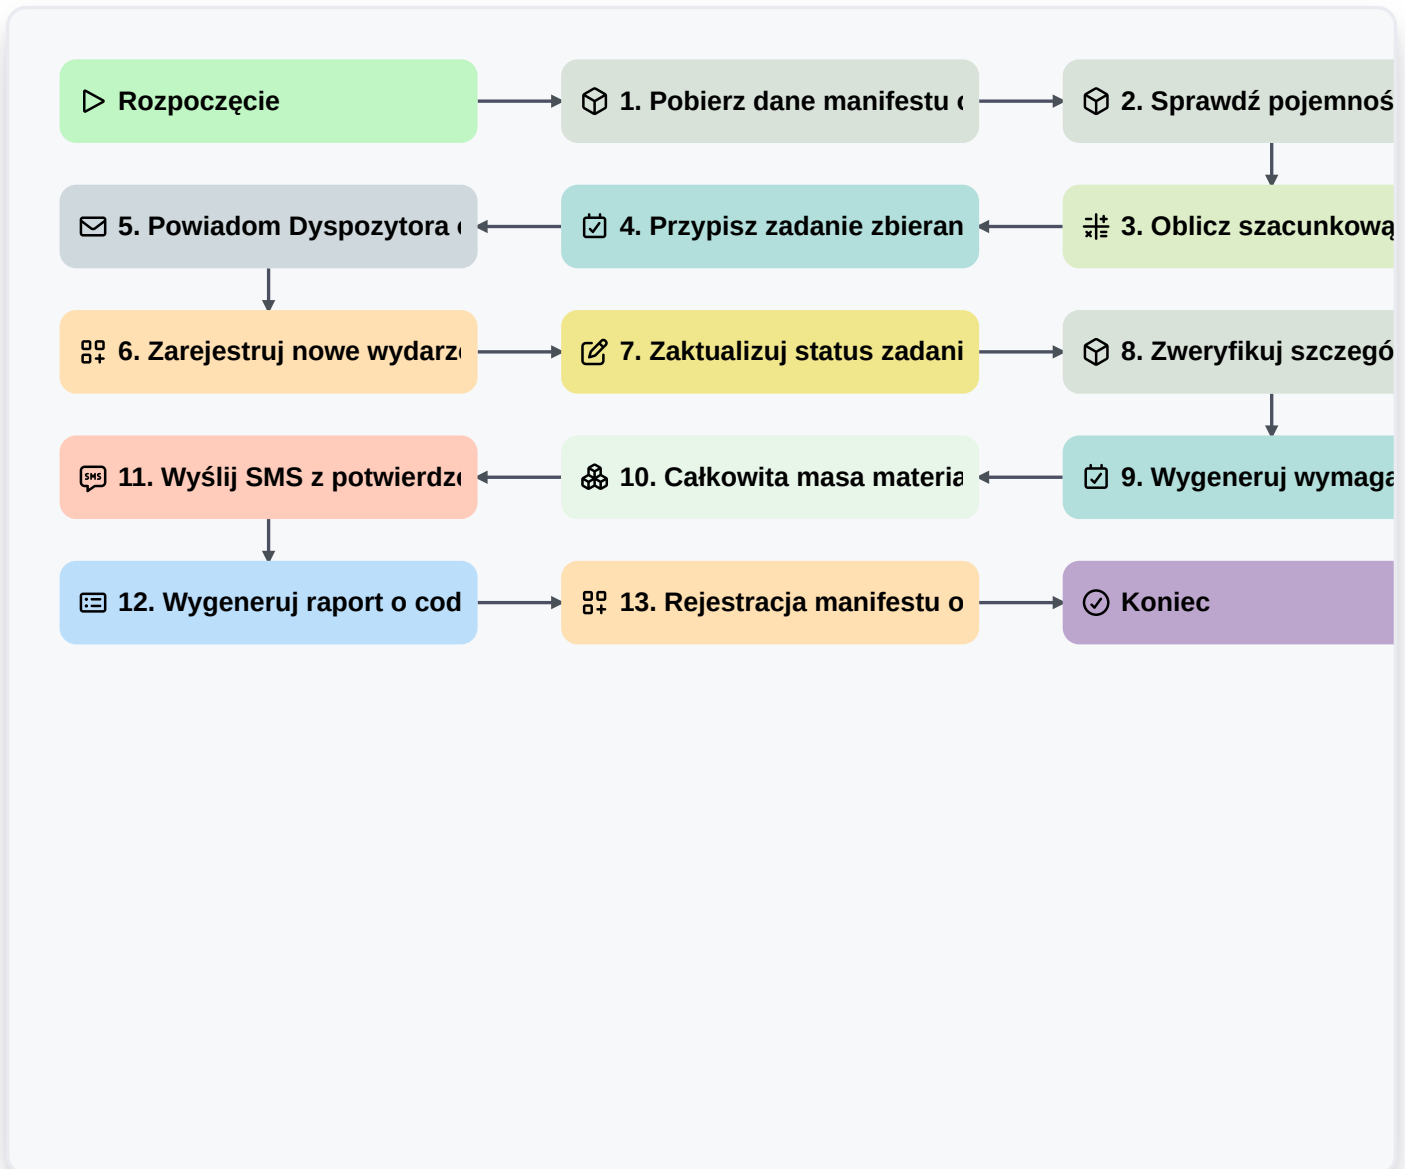 Rozpoczęcie
1. Pobierz dane manifestu
2. Sprawdź pojemnoś
3. Oblicz szacunkową
4. Przypisz zadanie zbieran
5. Powiadom Dyspozytora
6. Zarejestruj nowe wydarz
7. Zaktualizuj status zadani
8. Zweryfikuj szczegó
9. Wygeneruj wymaga
10. Całkowita masa materia
11. Wyślij SMS z potwierdz
12. Wygeneruj raport o cod
13. Rejestracja manifestu o
Koniec